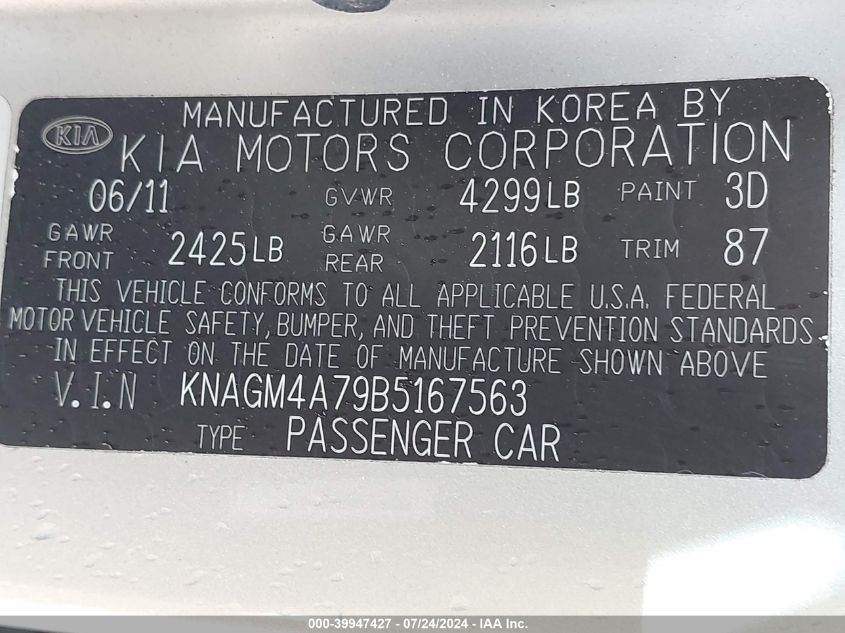 MANUFACTURED IN KOREA BY
KIA KIA MOTORS CORPORATION
06/11 GVWR 4299LB PAINT 3D
GAWR FRONT 2425LB GAWR REAR 2116LB TRIM 87
THIS VEHICLE CONFORMS TO ALL APPLICABLE U.S.A. FEDERAL
MOTOR VEHICLE SAFETY, BUMPER, AND THEFT PREVENTION STANDARDS
IN EFFECT ON THE DATE OF MANUFACTURE SHOWN ABOVE
V.I.N KNAGM4A79B5167563
TYPE PASSENGER CAR
000-39947427 - 07/24/2024 - IAA Inc.